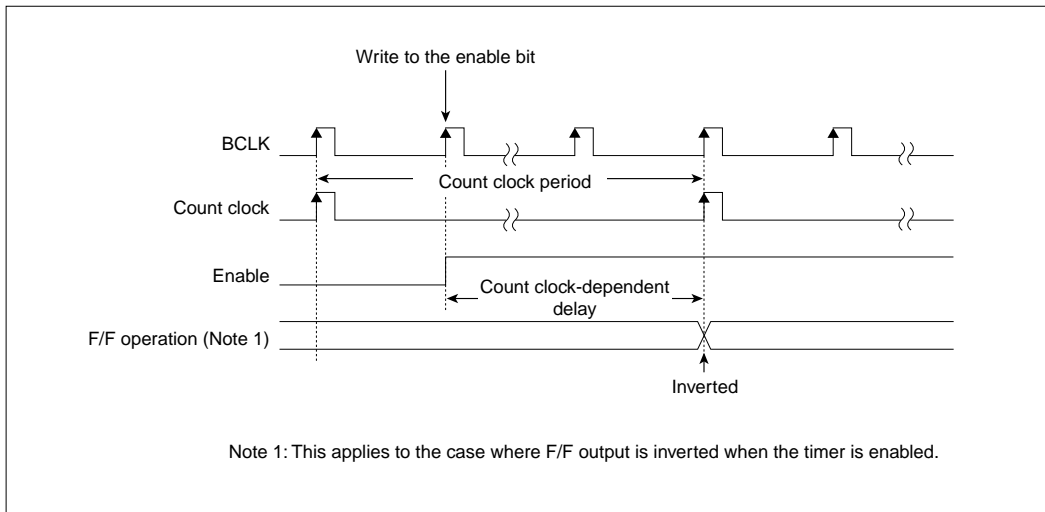 Write to the enable bit
BCLK
Count clock period
Count clock
Enable
Count clock-dependent
delay
F/F operation (Note 1)
Inverted
Note 1: This applies to the case where F/F output is inverted when the timer is enabled.